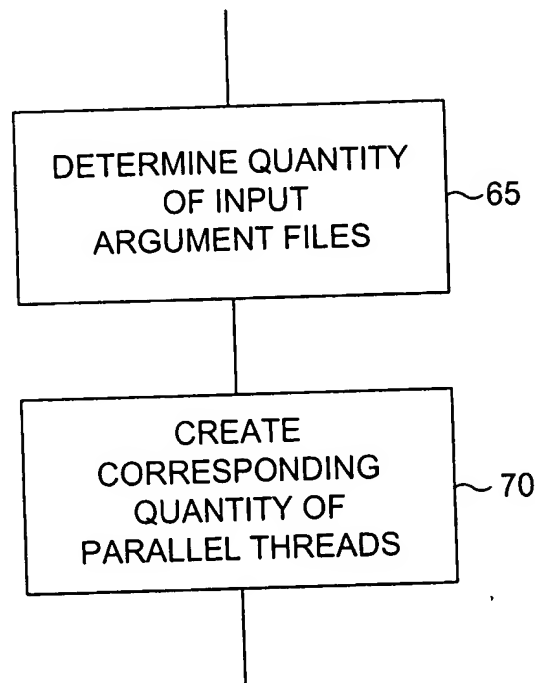 DETERMINE QUANTITY
OF INPUT
ARGUMENT FILES
65
CREATE
CORRESPONDING
QUANTITY OF
PARALLEL THREADS
70